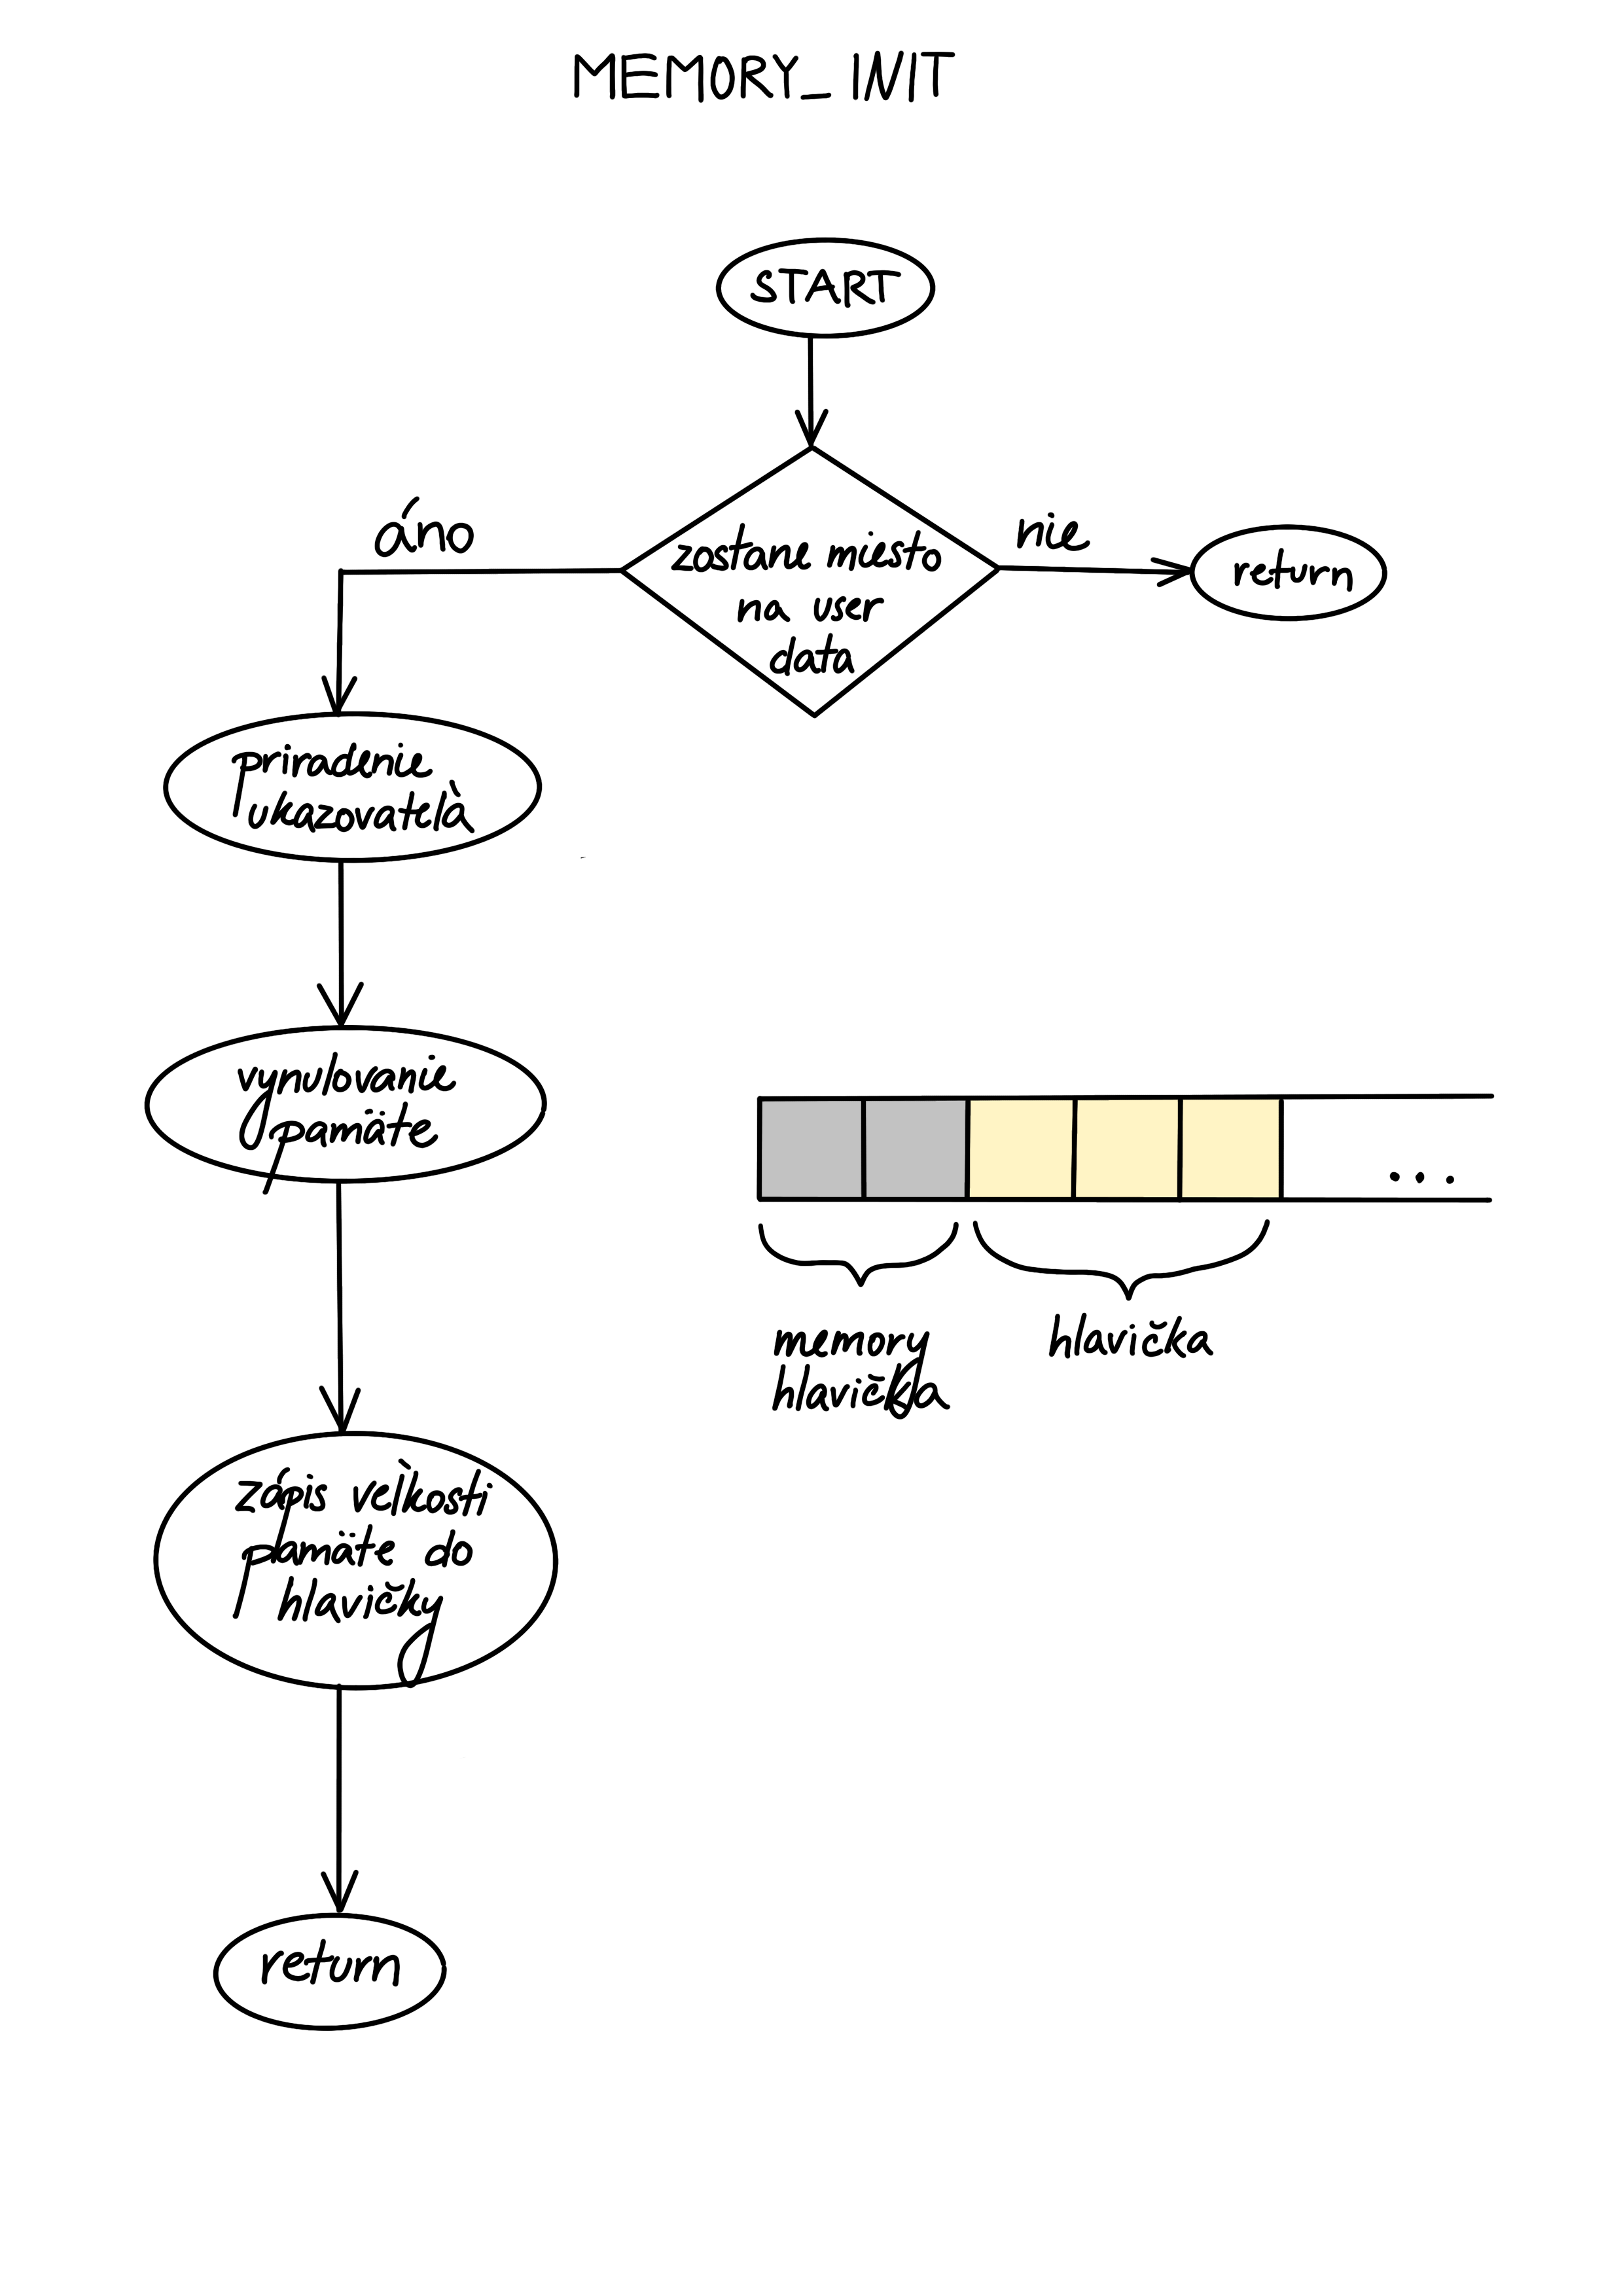 MEMORY_INIT
START
áno
nie
zostane miesto
na user
data
return
priradenie
ukazovateľa
vynulovanie
pamäte
...
memory
hlavička
hlavička
zápis veľkosti
pamäte do
hlavičky
return